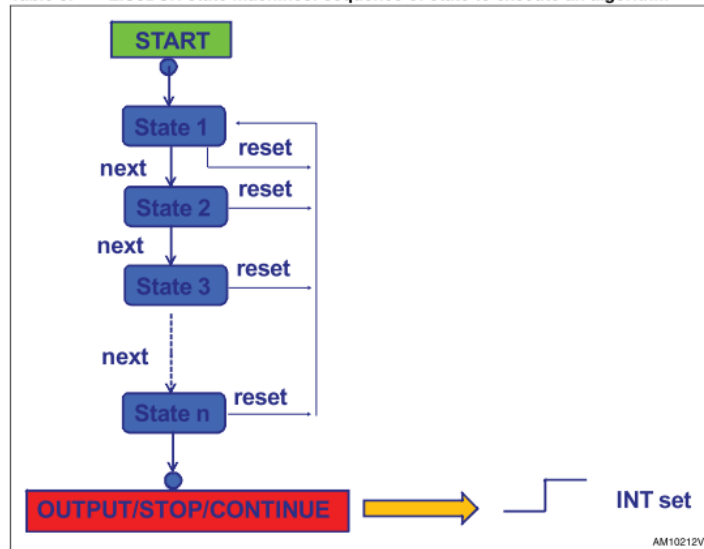 START
State 1
reset
next
reset
State 2
next
reset
State 3
next
reset
State n
OUTPUT/STOP/CONTINUE
INT set
AM10212V